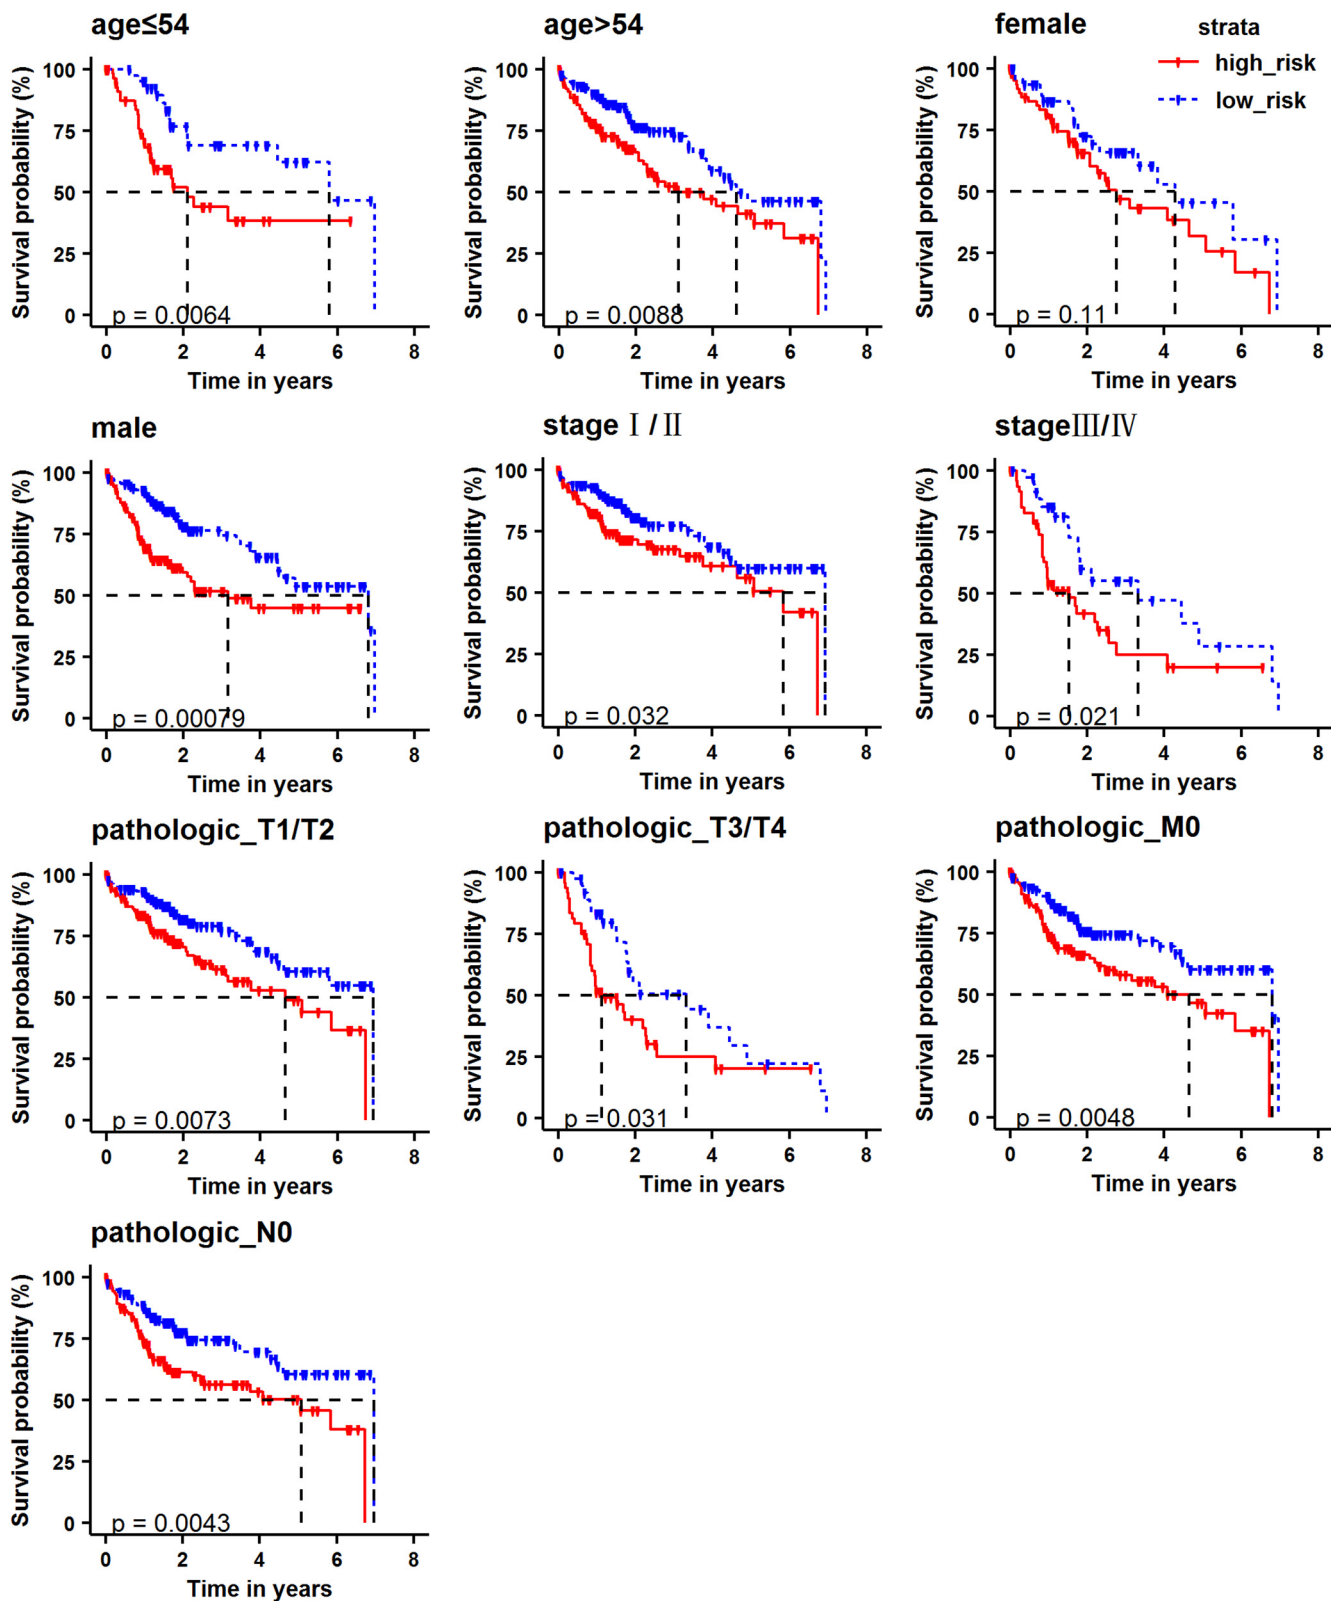 age≤54
Survival probability (%)
100
75
50
25
0
p = 0.0064
0 2 4 6 8
Time in years
age>54
Survival probability (%)
100
75
50
25
0
p = 0.0088
0 2 4 6 8
Time in years
female
strata
high_risk
low_risk
Survival probability (%)
100
75
50
25
0
p = 0.11
0 2 4 6 8
Time in years
male
Survival probability (%)
100
75
50
25
0
p = 0.00079
0 2 4 6 8
Time in years
stage Ⅰ / Ⅱ
Survival probability (%)
100
75
50
25
0
p = 0.032
0 2 4 6 8
Time in years
stageⅢ/Ⅳ
Survival probability (%)
100
75
50
25
0
p = 0.021
0 2 4 6 8
Time in years
pathologic_T1/T2
Survival probability (%)
100
75
50
25
0
p = 0.0073
0 2 4 6 8
Time in years
pathologic_T3/T4
Survival probability (%)
100
75
50
25
0
p = 0.031
0 2 4 6 8
Time in years
pathologic_M0
Survival probability (%)
100
75
50
25
0
p = 0.0048
0 2 4 6 8
Time in years
pathologic_N0
Survival probability (%)
100
75
50
25
0
p = 0.0043
0 2 4 6 8
Time in years